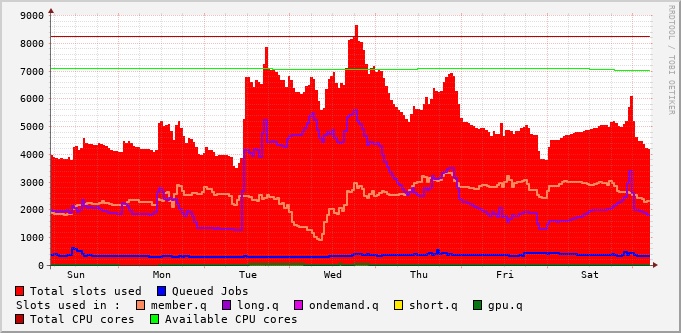 9000
8000
7000
6000
5000
4000
3000
2000
1000
0
Sun Mon Tue Wed Thu Fri Sat
RRDTOOL / TOBI OETIKER
Total slots used Queued Jobs
Slots used in : member.q long.q ondemand.q short.q gpu.q
Total CPU cores Available CPU cores